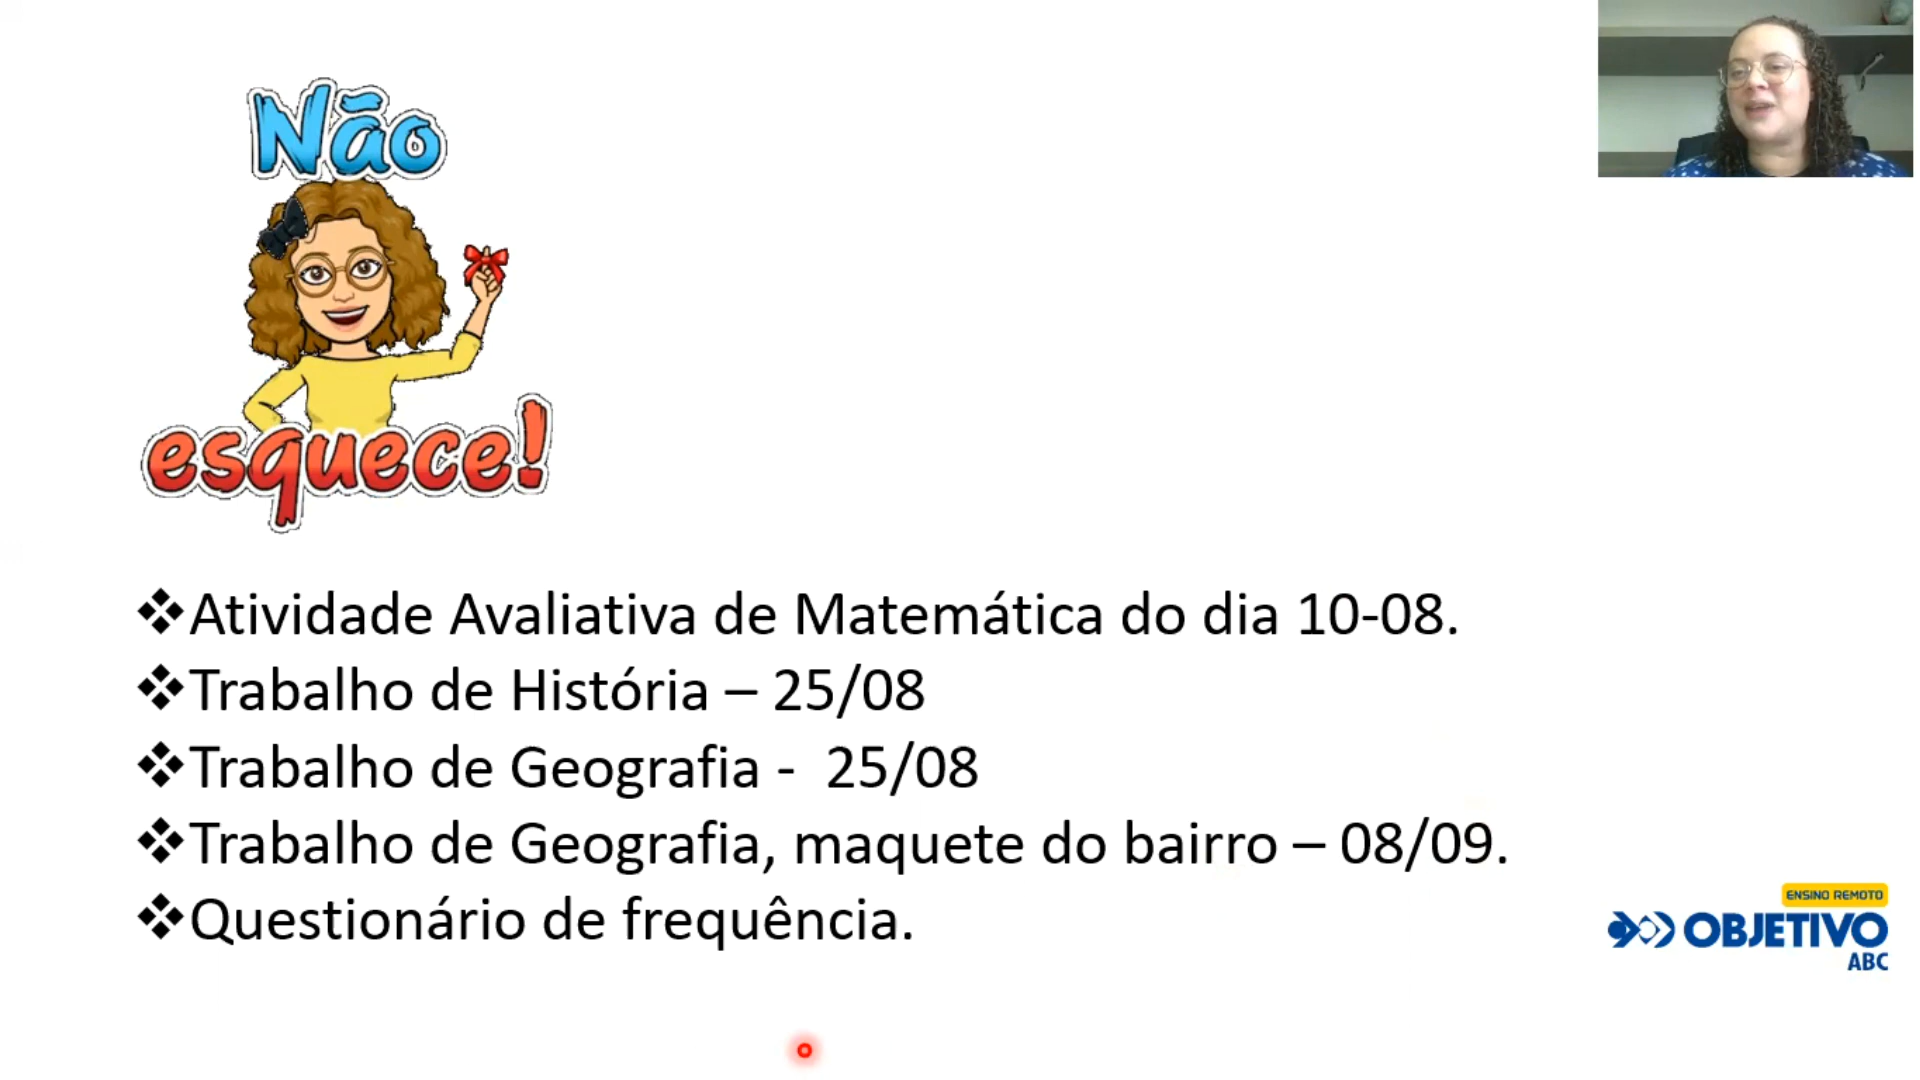 Não
esquece!
❖Atividade Avaliativa de Matemática do dia 10-08.
❖Trabalho de História – 25/08
❖Trabalho de Geografia -  25/08
❖Trabalho de Geografia, maquete do bairro – 08/09.
❖Questionário de frequência.
ENSINO REMOTO
OBJETIVO
ABC